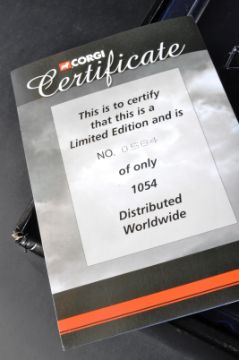 CORGI
Certificate
This is to certify
that this is a
Limited Edition and is
NO. 0584
of only
1054
Distributed
Worldwide